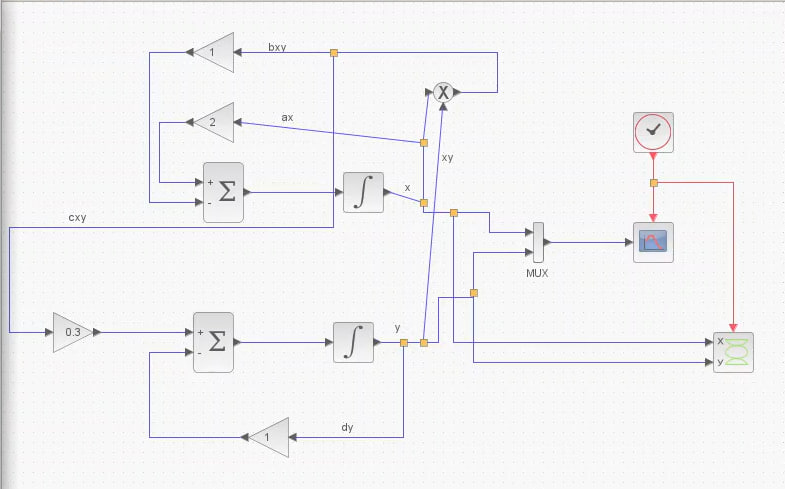 1
bxy
X
2
ax
xy
+
Σ
-
∫
x
cxy
MUX
0.3
+
Σ
-
∫
y
x
y
1
dy